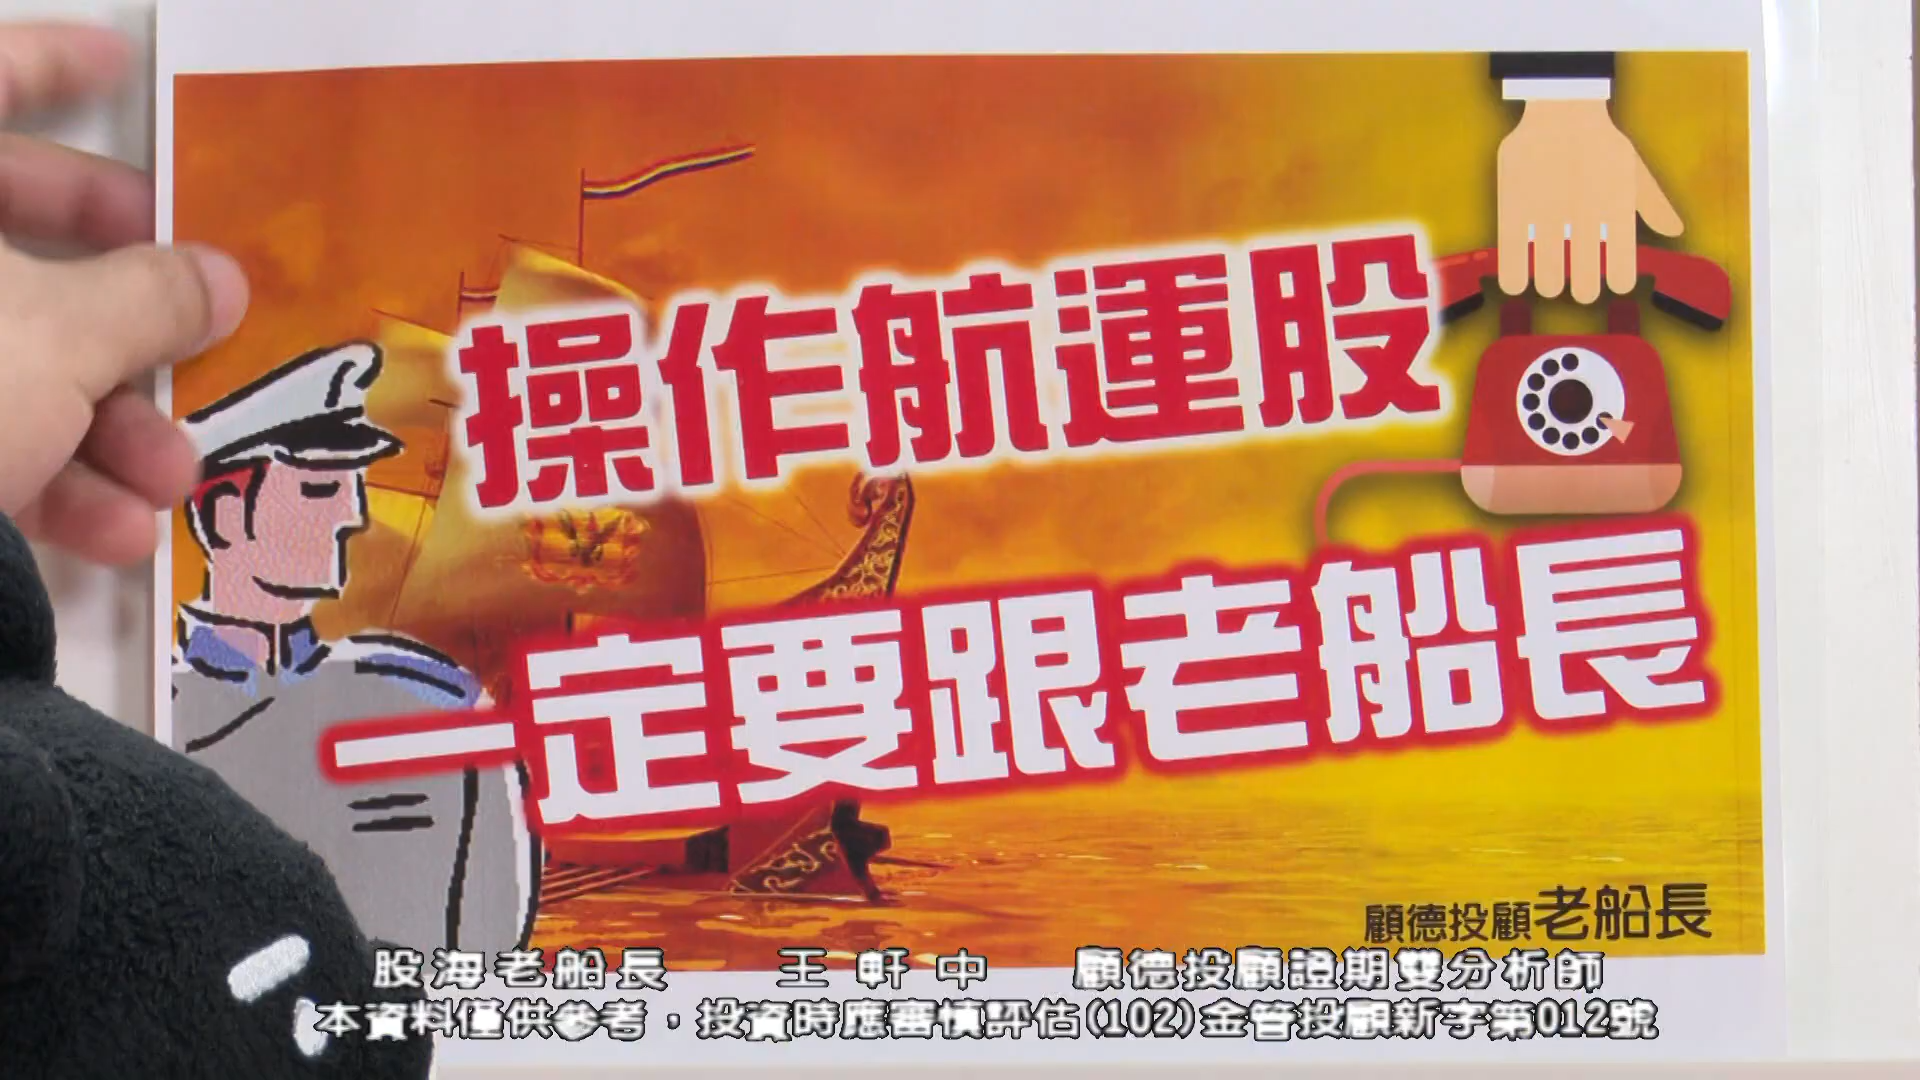 操作航運股
一定要跟老船長
顧德投顧老船長
股海老船長 王軒中 顧德投顧證期雙分析師
本資料僅供參考，投資時應審慎評估(102)金管投顧新字第012號